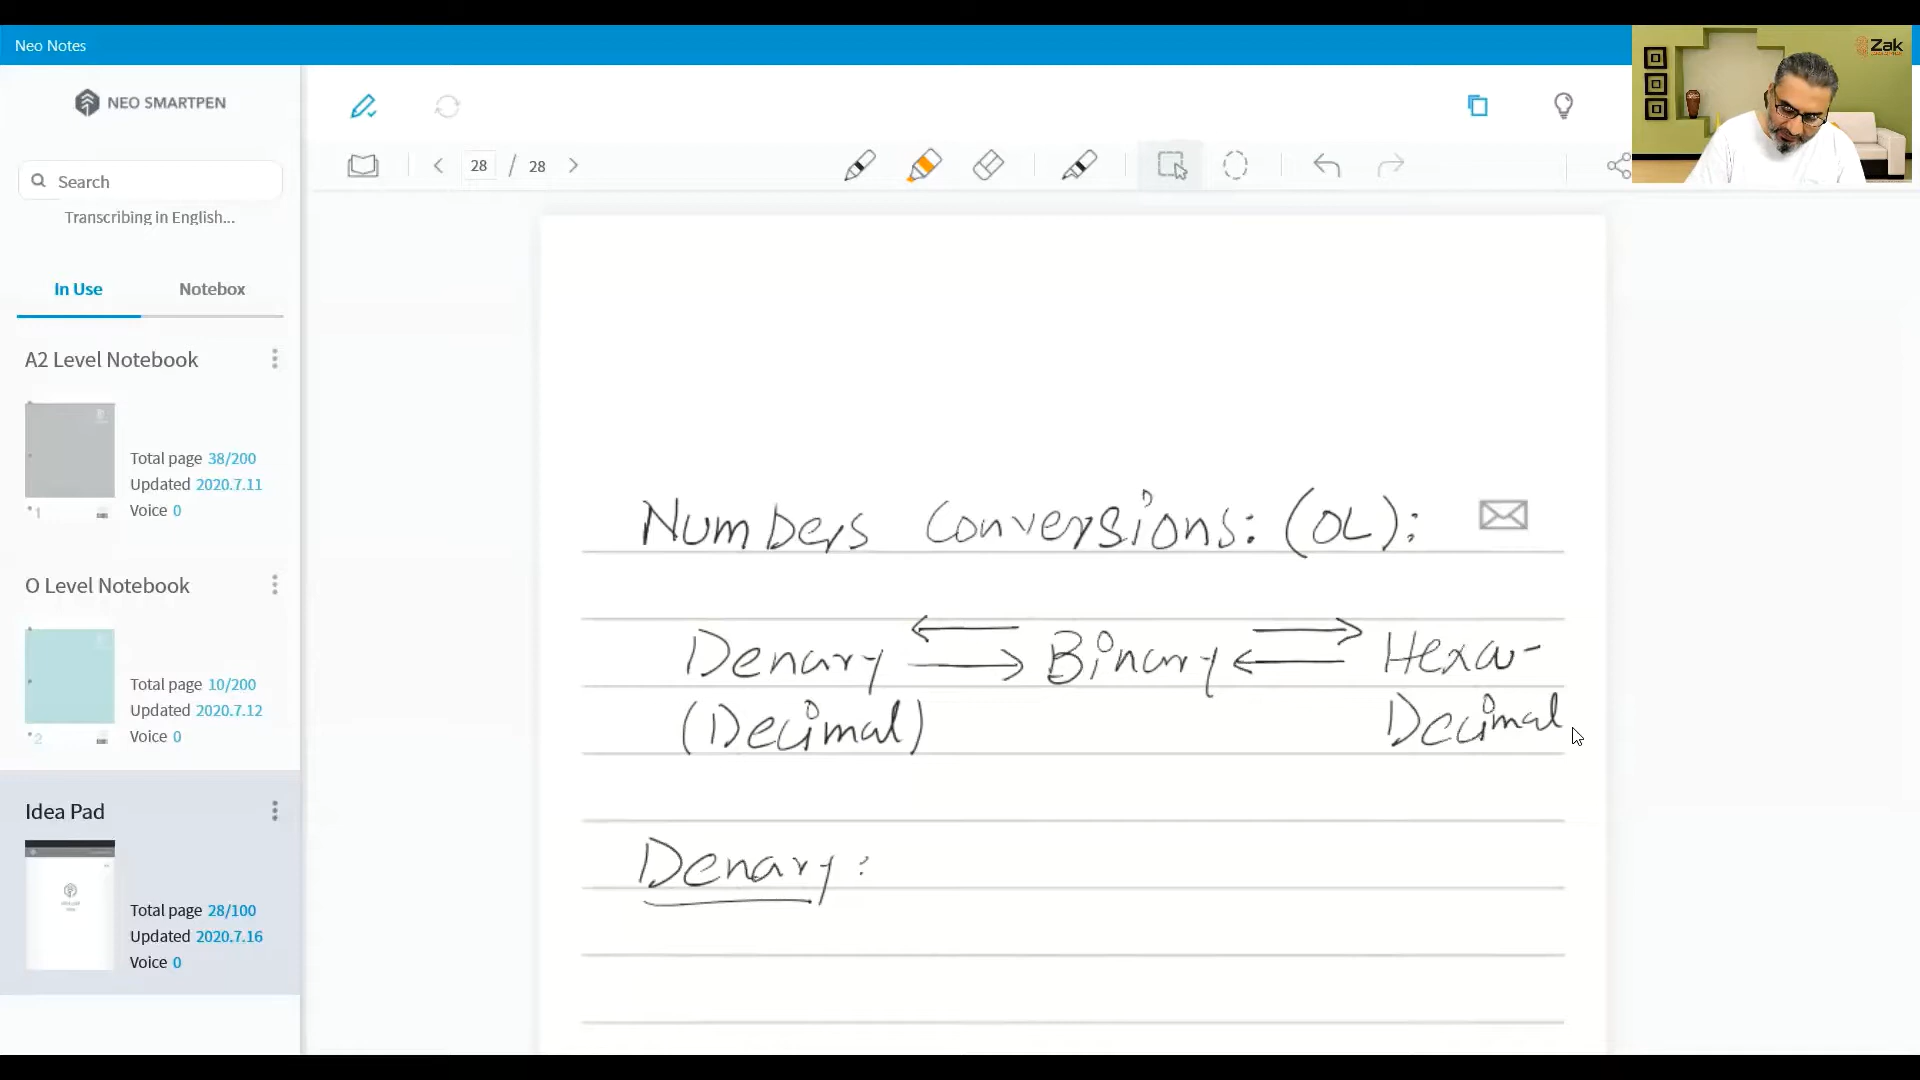 Neo Notes
Zak
NEO SMARTPEN
Search
28 / 28
Transcribing in English...
In Use Notebox
A2 Level Notebook
Total page 38/200
Updated 2020.7.11
Voice 0
1
O Level Notebook
Total page 10/200
Updated 2020.7.12
Voice 0
2
Idea Pad
Total page 28/100
Updated 2020.7.16
Voice 0
Numbers Conversions: (OL):
Denary Binary Hexa-
(Decimal) Decimal
Denary: